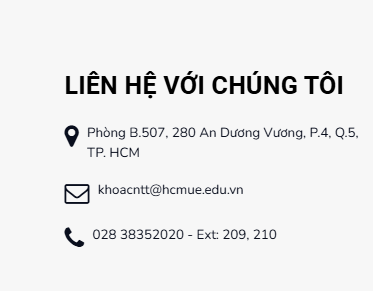 LIÊN HỆ VỚI CHÚNG TÔI
Phòng B.507, 280 An Dương Vương, P.4, Q.5,
TP. HCM
khoacntt@hcmue.edu.vn
028 38352020 - Ext: 209, 210